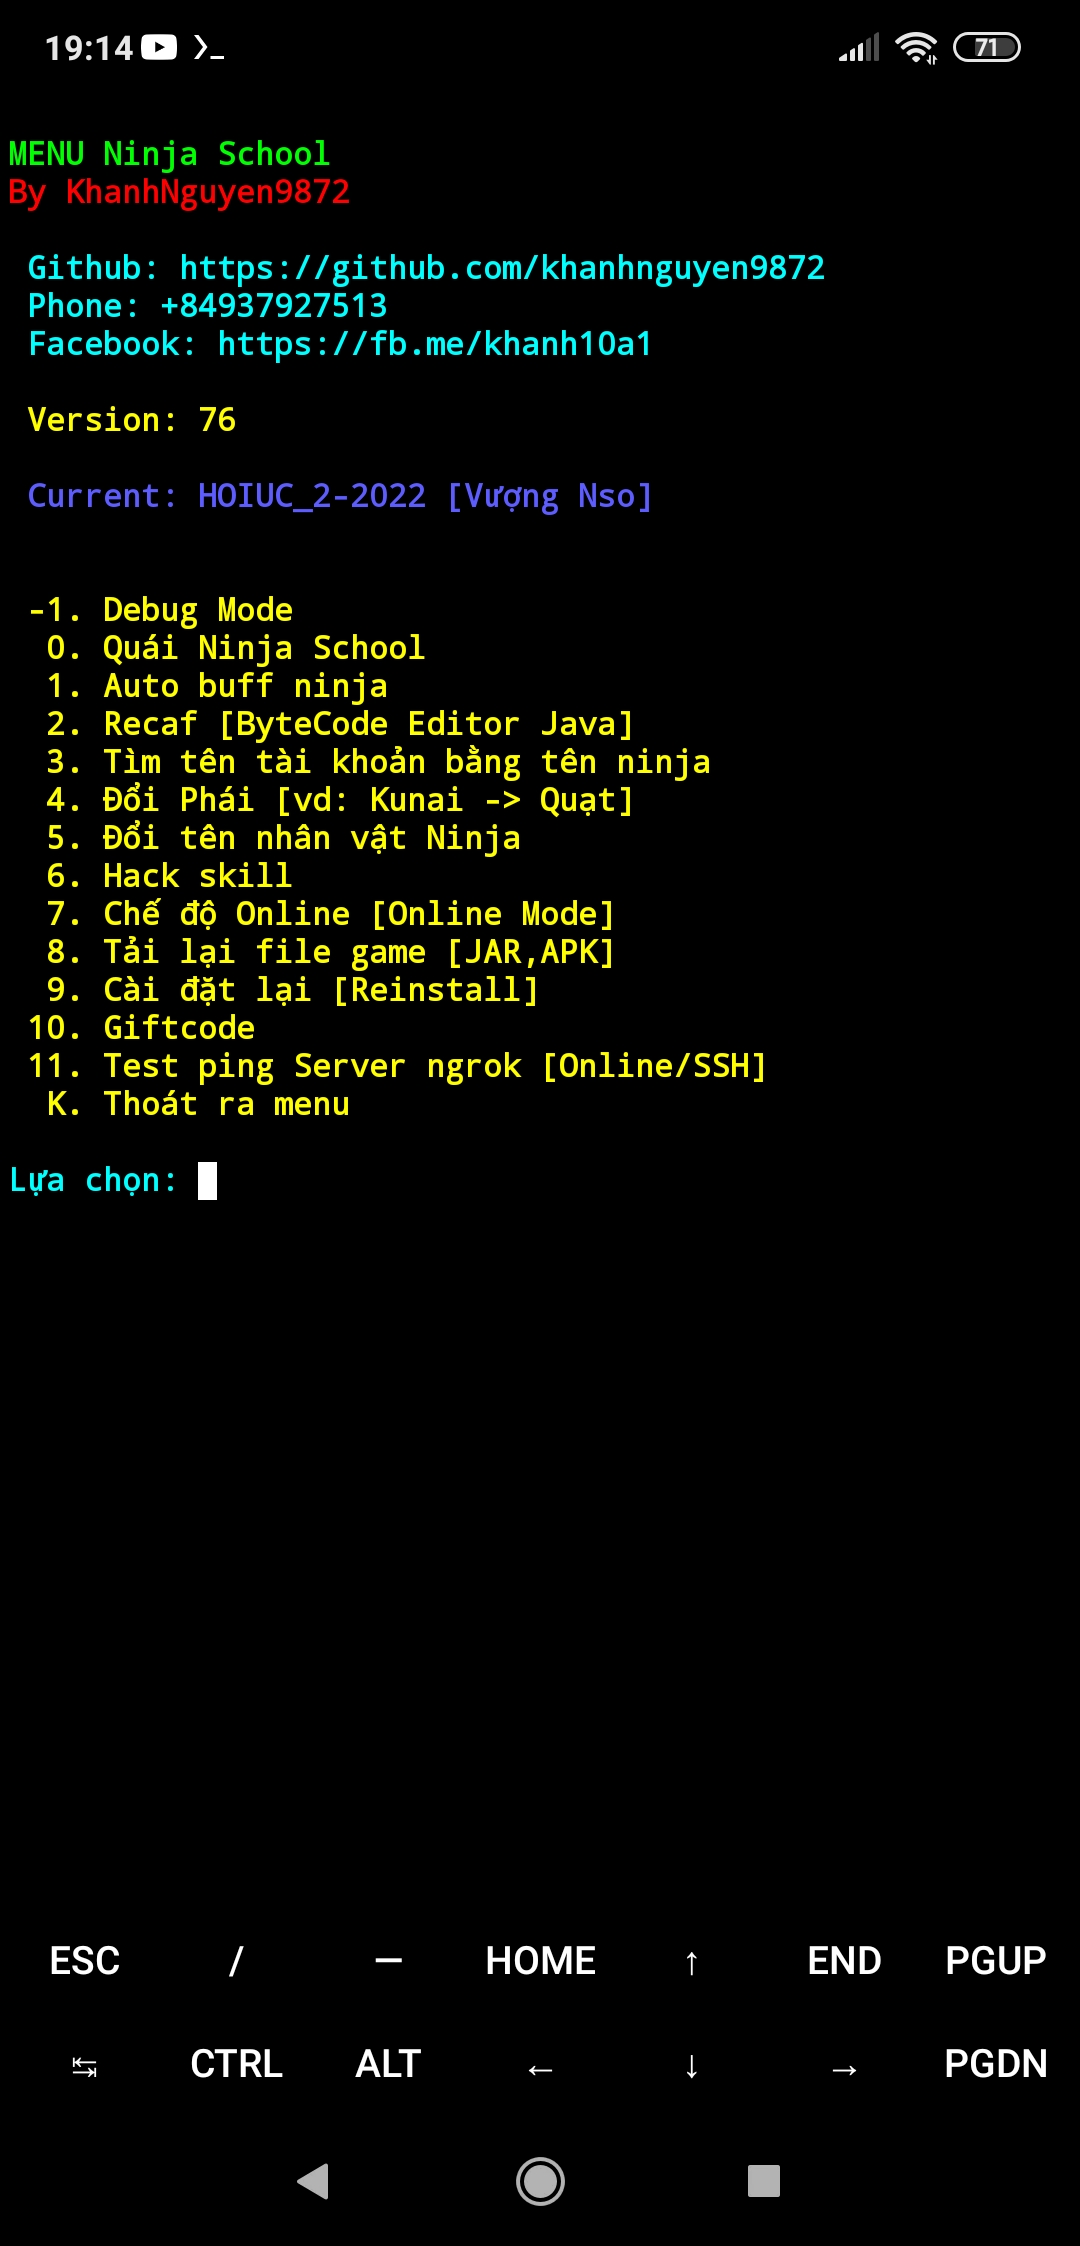 19:14
71
MENU Ninja School
By KhanhNguyen9872
Github: https://github.com/khanhnguyen9872
Phone: +84937927513
Facebook: https://fb.me/khanh10a1
Version: 76
Current: HOIUC_2-2022 [Vượng Nso]
-1. Debug Mode
0. Quái Ninja School
1. Auto buff ninja
2. Recaf [ByteCode Editor Java]
3. Tìm tên tài khoản bằng tên ninja
4. Đổi Phái [vd: Kunai -> Quạt]
5. Đổi tên nhân vật Ninja
6. Hack skill
7. Chế độ Online [Online Mode]
8. Tải lại file game [JAR,APK]
9. Cài đặt lại [Reinstall]
10. Giftcode
11. Test ping Server ngrok [Online/SSH]
K. Thoát ra menu
Lựa chọn:
ESC / — HOME ↑ END PGUP
↹ CTRL ALT ← ↓ → PGDN